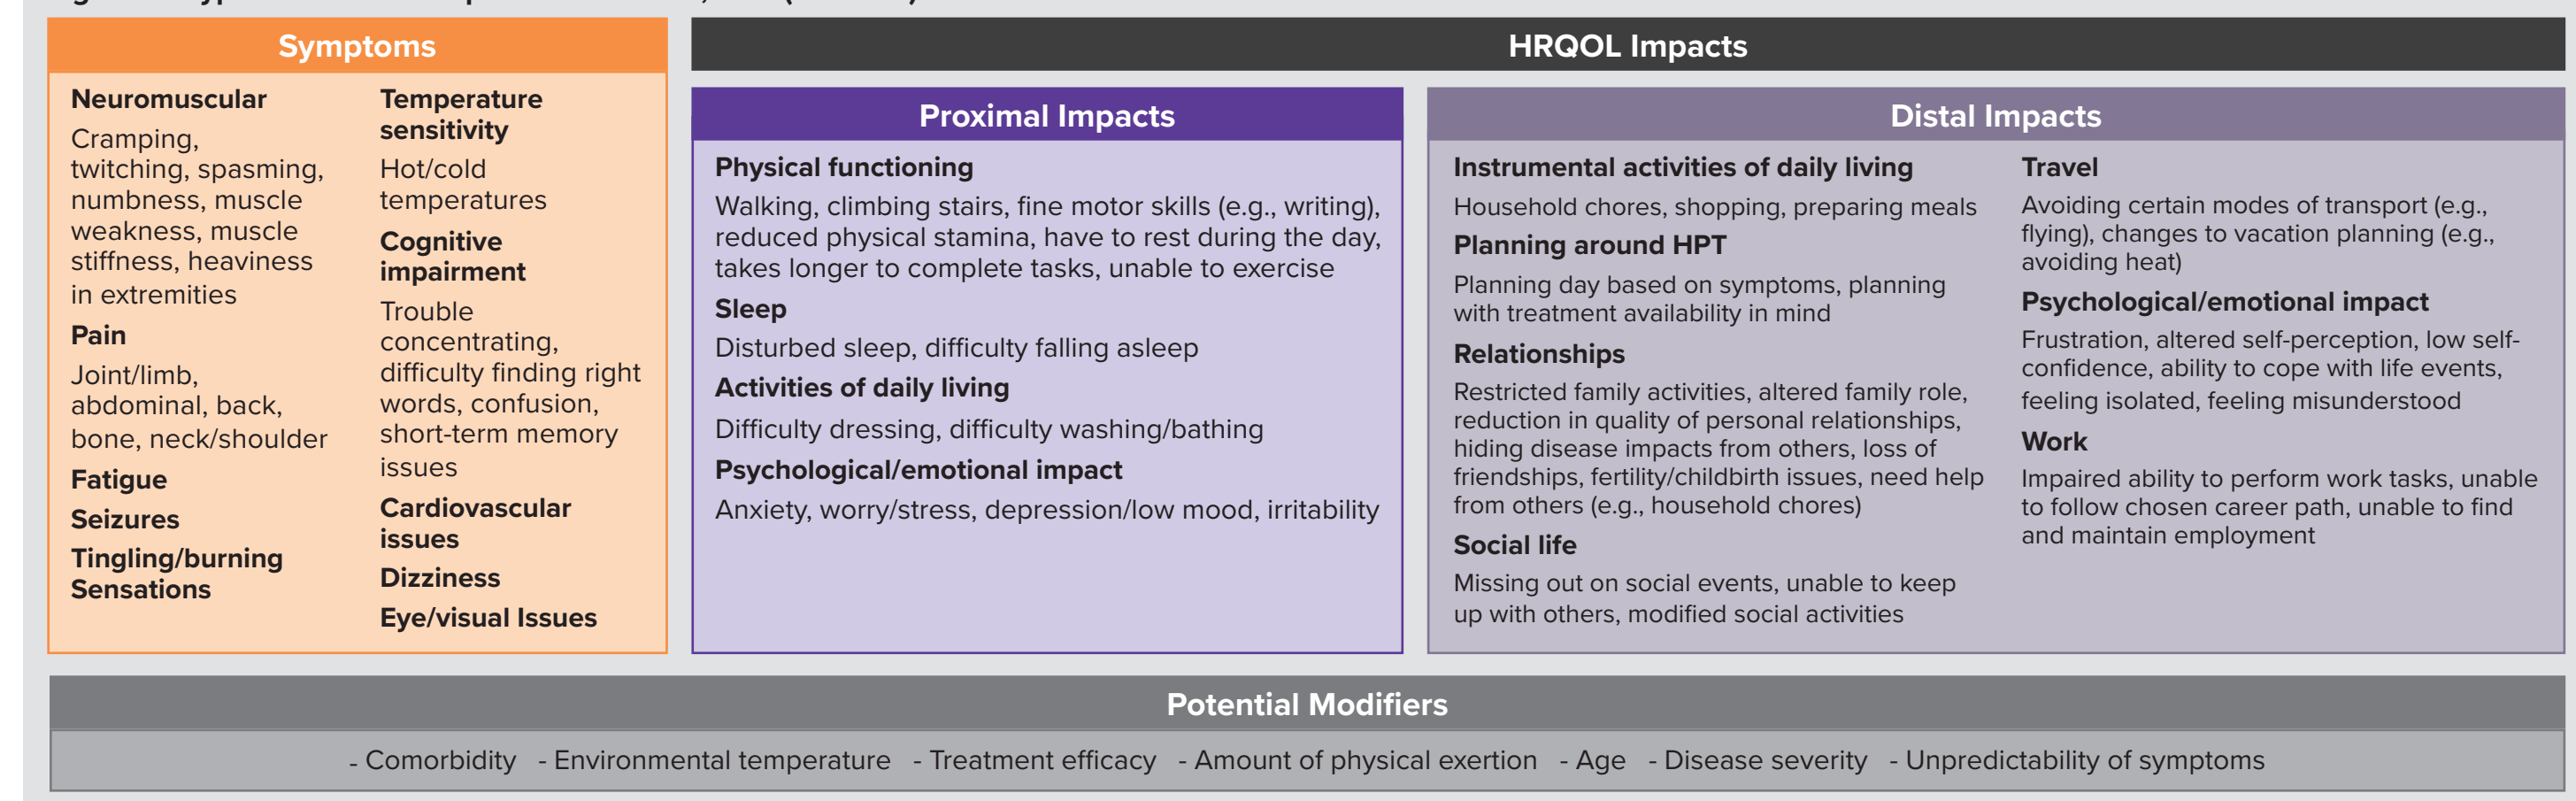 Symptoms
Neuromuscular
Cramping,
twitching, spasming,
numbness, muscle
weakness, muscle
stiffness, heaviness
in extremities
Pain
Joint/limb,
abdominal, back,
bone, neck/shoulder
Fatigue
Seizures
Tingling/burning
Sensations
Temperature
sensitivity
Hot/cold
temperatures
Cognitive
impairment
Trouble
concentrating,
difficulty finding right
words, confusion,
short-term memory
issues
Cardiovascular
issues
Dizziness
Eye/visual Issues
HRQOL Impacts
Proximal Impacts
Physical functioning
Walking, climbing stairs, fine motor skills (e.g., writing),
reduced physical stamina, have to rest during the day,
takes longer to complete tasks, unable to exercise
Sleep
Disturbed sleep, difficulty falling asleep
Activities of daily living
Difficulty dressing, difficulty washing/bathing
Psychological/emotional impact
Anxiety, worry/stress, depression/low mood, irritability
Distal Impacts
Instrumental activities of daily living
Household chores, shopping, preparing meals
Planning around HPT
Planning day based on symptoms, planning
with treatment availability in mind
Relationships
Restricted family activities, altered family role,
reduction in quality of personal relationships,
hiding disease impacts from others, loss of
friendships, fertility/childbirth issues, need help
from others (e.g., household chores)
Social life
Missing out on social events, unable to keep
up with others, modified social activities
Travel
Avoiding certain modes of transport (e.g.,
flying), changes to vacation planning (e.g.,
avoiding heat)
Psychological/emotional impact
Frustration, altered self-perception, low self-
confidence, ability to cope with life events,
feeling isolated, feeling misunderstood
Work
Impaired ability to perform work tasks, unable
to follow chosen career path, unable to find
and maintain employment
Potential Modifiers
- Comorbidity - Environmental temperature - Treatment efficacy - Amount of physical exertion - Age - Disease severity - Unpredictability of symptoms